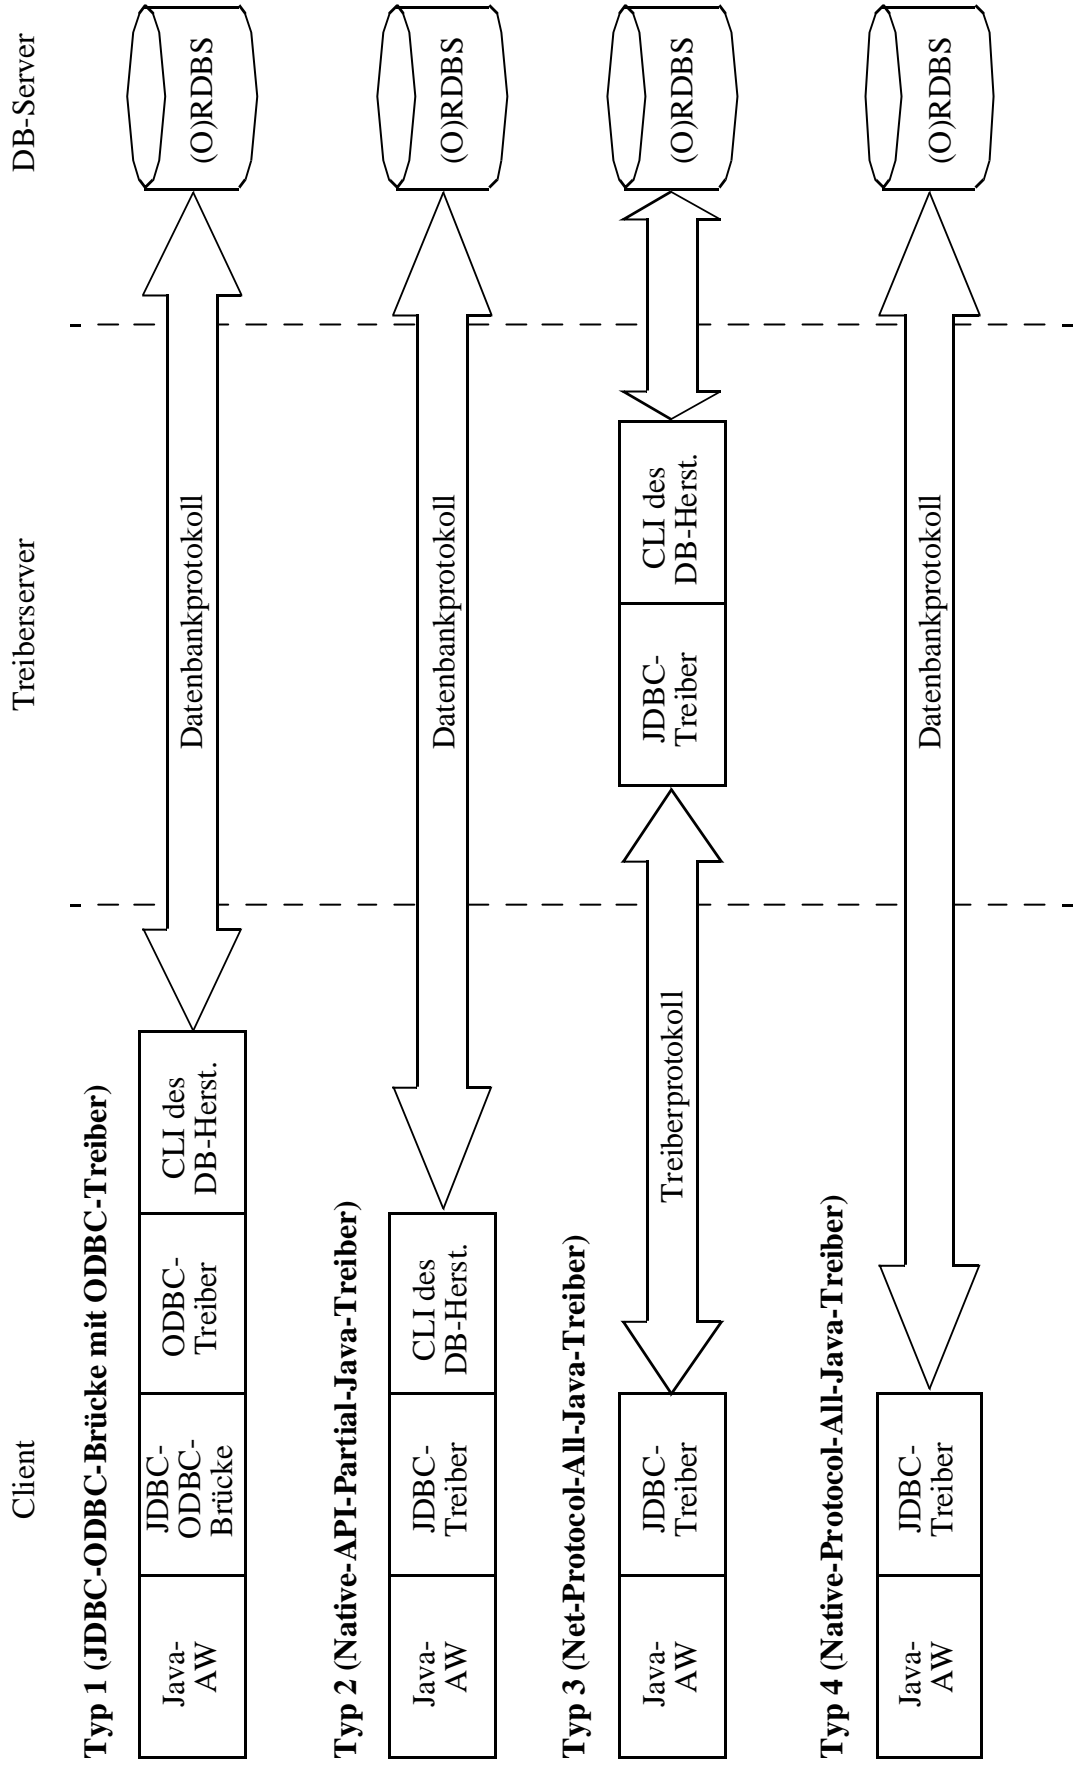 Client
Treiberserver
DB-Server
Typ 1 (JDBC-ODBC-Brücke mit ODBC-Treiber)
Java-
AW
JDBC-
ODBC-
Brücke
ODBC-
Treiber
CLI des
DB-Herst.
Datenbankprotokoll
(O)RDBS
Typ 2 (Native-API-Partial-Java-Treiber)
Java-
AW
JDBC-
Treiber
CLI des
DB-Herst.
Datenbankprotokoll
(O)RDBS
Typ 3 (Net-Protocol-All-Java-Treiber)
Java-
AW
JDBC-
Treiber
Treiberprotokoll
JDBC-
Treiber
CLI des
DB-Herst.
(O)RDBS
Typ 4 (Native-Protocol-All-Java-Treiber)
Java-
AW
JDBC-
Treiber
Datenbankprotokoll
(O)RDBS